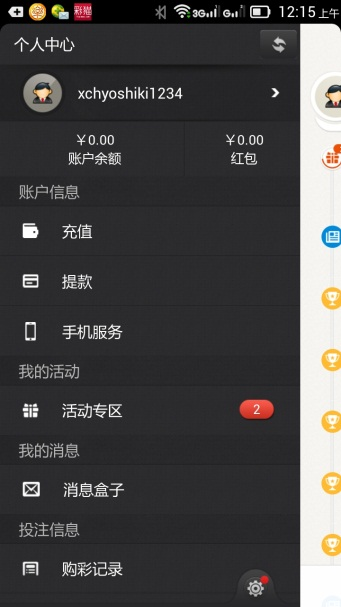 彩猫
3G
G
12:15 上午
个人中心
xchyoshiki1234
￥0.00
￥0.00
账户余额
红包
账户信息
充值
提款
手机服务
我的活动
活动专区
2
我的消息
消息盒子
投注信息
购彩记录